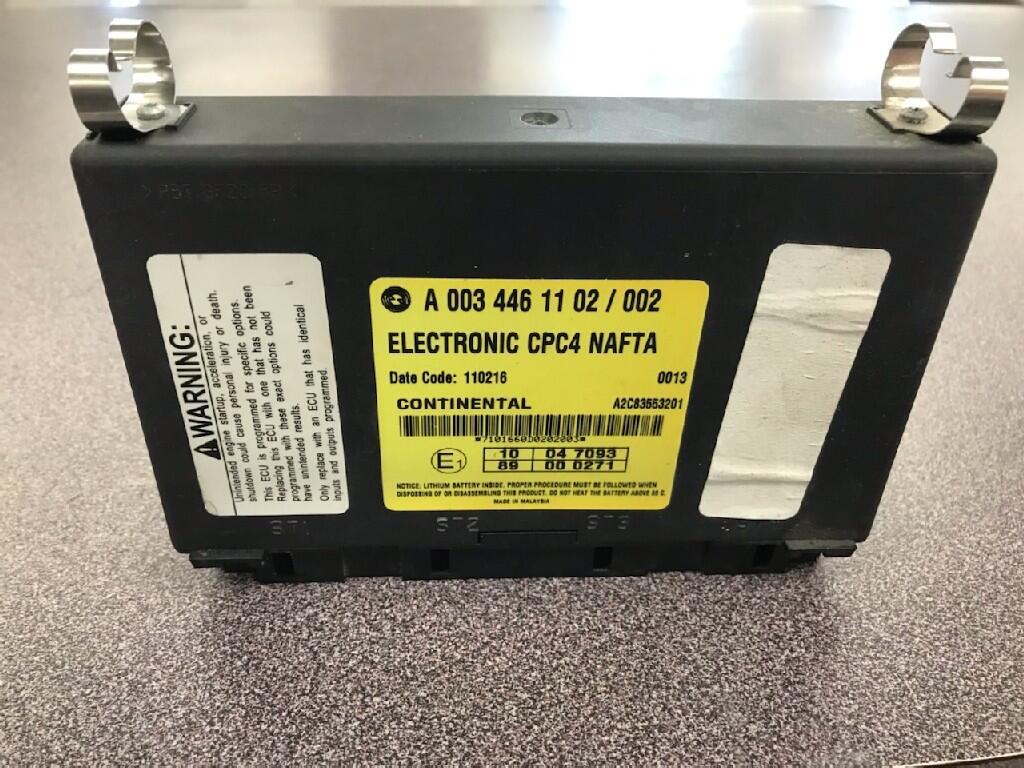 ⚠WARNING:
Unintended engine startup, acceleration, or
shutdown could cause personal injury or death.
This ECU is programmed for specific options.
Replacing this ECU with one that has not been
programmed with these exact options could
have unintended results.
Only replace with an ECU that has identical
inputs and outputs programmed.
A 003 446 11 02 / 002
ELECTRONIC CPC4 NAFTA
Date Code: 110216 0013
CONTINENTAL A2C83553201
E1
10 04 7093
89 00 0271
NOTICE: LITHIUM BATTERY INSIDE. PROPER PROCEDURE MUST BE FOLLOWED WHEN
DISPOSING OF OR DISASSEMBLING THIS PRODUCT. DO NOT HEAT THE BATTERY ABOVE 85 C.
MADE IN MALAYSIA
ST1 ST2 ST3